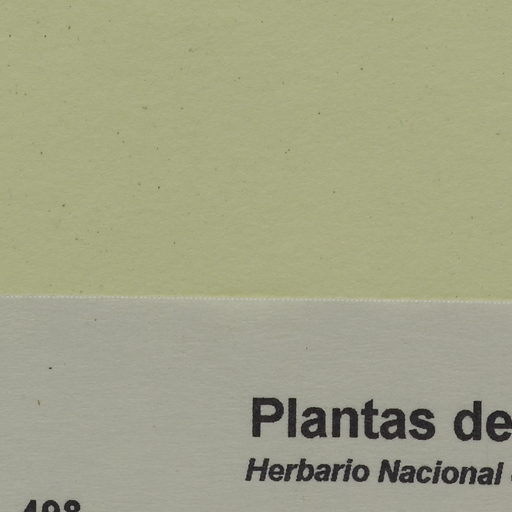 Plantas de
Herbario Nacional